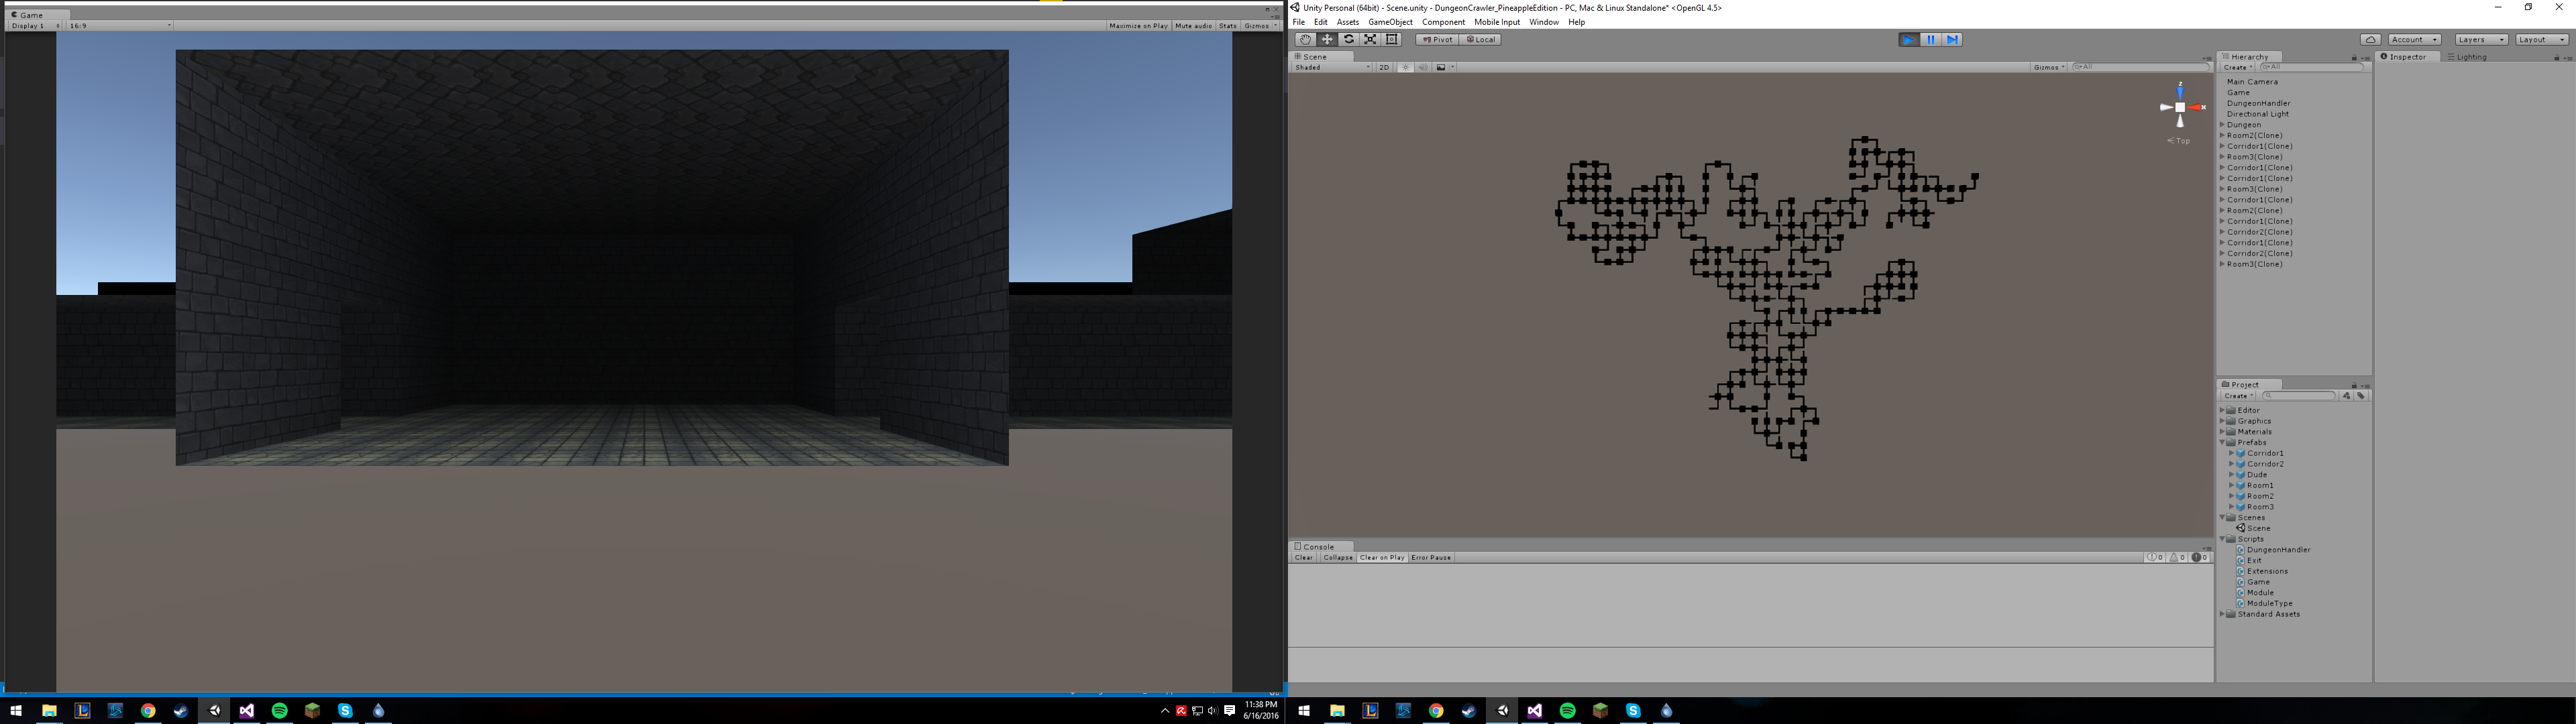 Game
Display 1
16:9
Maximize on Play
Mute audio
Stats
Gizmos
11:38 PM
6/16/2016
Unity Personal (64bit) - Scene.unity - DungeonCrawler_PineappleEdition - PC, Mac & Linux Standalone* <OpenGL 4.5>
File Edit Assets GameObject Component Mobile Input Window Help
Pivot
Local
Account
Layers
Layout
Scene
Shaded
2D
Gizmos
All
z
x
Top
Console
Clear
Collapse
Clear on Play
Error Pause
0
0
0
Hierarchy
Create
All
Main Camera
Game
DungeonHandler
Directional Light
Dungeon
Room2(Clone)
Corridor1(Clone)
Room3(Clone)
Corridor1(Clone)
Corridor1(Clone)
Room3(Clone)
Corridor1(Clone)
Room2(Clone)
Corridor1(Clone)
Corridor2(Clone)
Corridor1(Clone)
Corridor2(Clone)
Room3(Clone)
Project
Create
Editor
Graphics
Materials
Prefabs
Corridor1
Corridor2
Dude
Room1
Room2
Room3
Scenes
Scene
Scripts
DungeonHandler
Exit
Extensions
Game
Module
ModuleType
Standard Assets
Inspector
Lighting